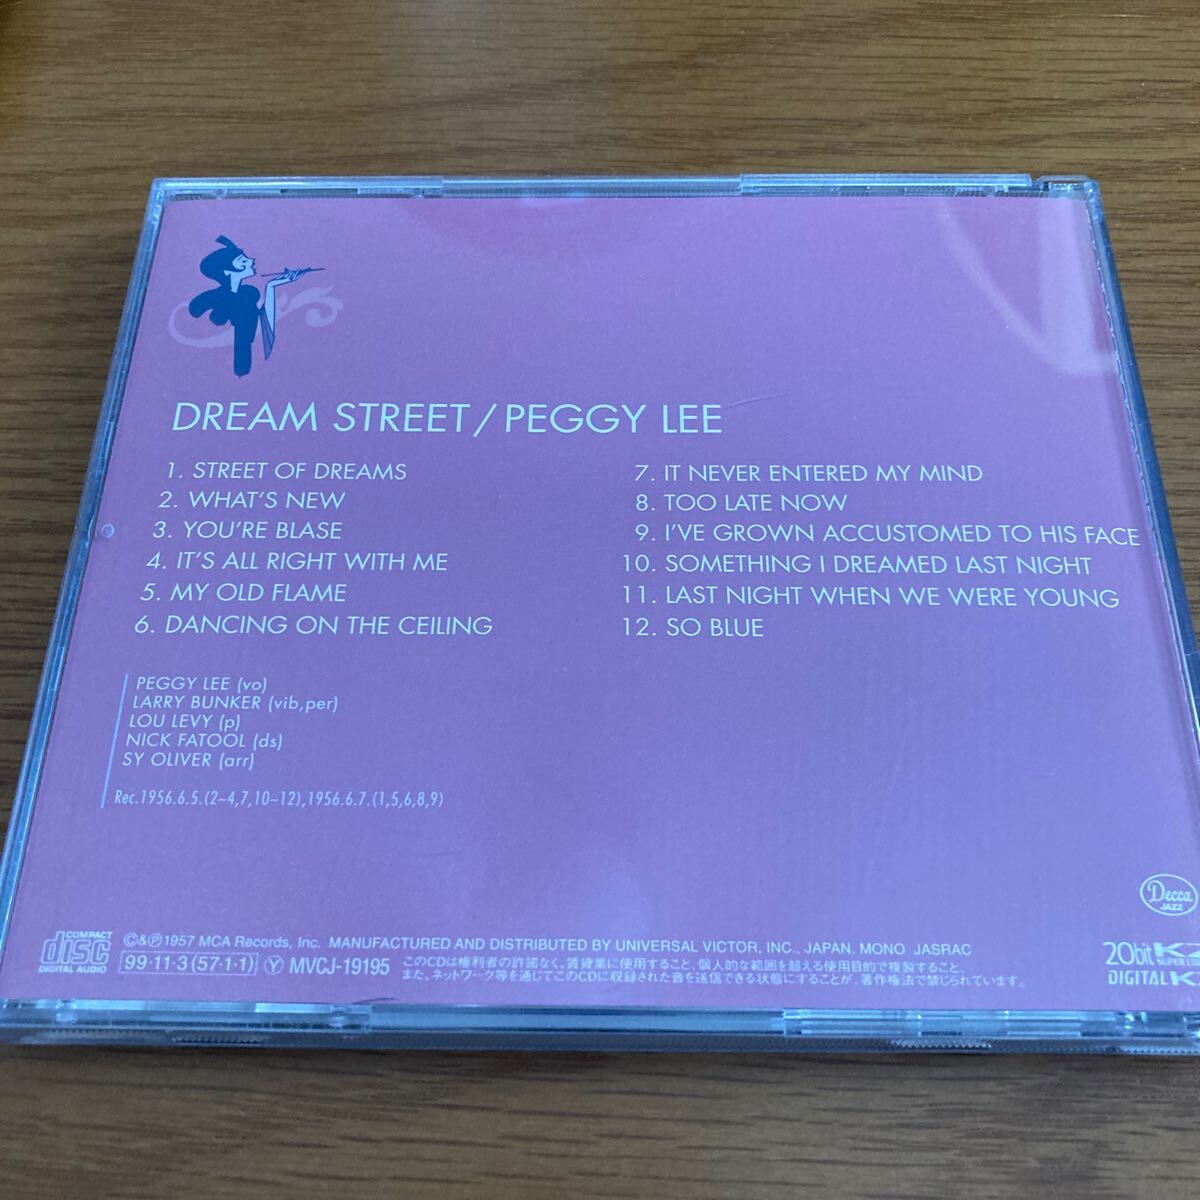 DREAM STREET/PEGGY LEE
1. STREET OF DREAMS
2. WHAT'S NEW
3. YOU'RE BLASE
4. IT'S ALL RIGHT WITH ME
5. MY OLD FLAME
6. DANCING ON THE CEILING
7. IT NEVER ENTERED MY MIND
8. TOO LATE NOW
9. I'VE GROWN ACCUSTOMED TO HIS FACE
10. SOMETHING I DREAMED LAST NIGHT
11. LAST NIGHT WHEN WE WERE YOUNG
12. SO BLUE
PEGGY LEE (vo)
LARRY BUNKER (vib,per)
LOU LEVY (p)
NICK FATOOL (ds)
SY OLIVER (arr)
Rec.1956.6.5.(2~4,7,10~12),1956.6.7.(1,5,6,8,9)
Decca
JAZZ
COMPACT
disc
DIGITAL AUDIO
©&℗1957 MCA Records, Inc. MANUFACTURED AND DISTRIBUTED BY UNIVERSAL VICTOR, INC., JAPAN. MONO JASRAC
99·11·3 (57·1·1) Ⓨ MVCJ-19195
このCDは権利者の許諾なく、賃貸業に使用すること、個人的な範囲を超える使用目的で複製すること、
また、ネットワーク等を通じてこのCDに収録された音を送信できる状態にすることが、著作権法で禁じられています。
20bit K
DIGITAL K